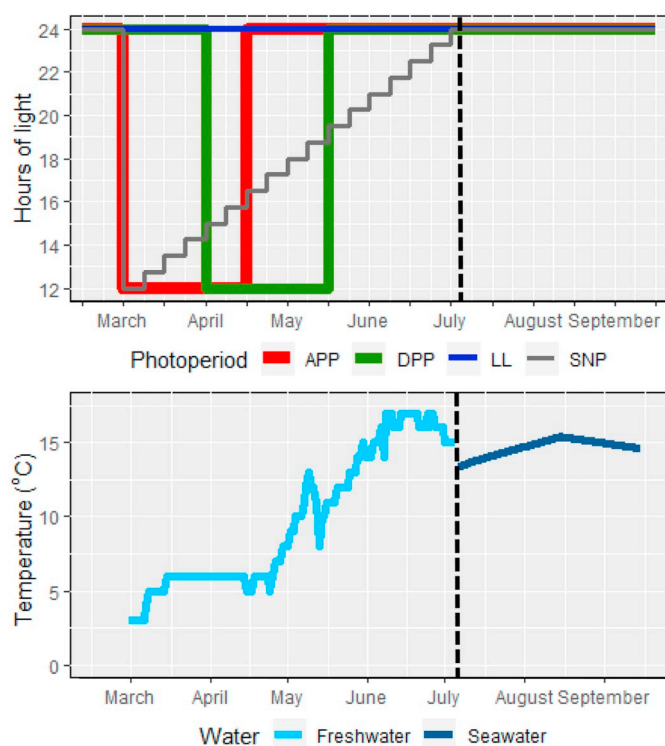 Hours of light
24
22
20
18
16
14
12
March April May June July August September
Photoperiod APP DPP LL SNP
Temperature (°C)
15
10
5
0
March April May June July August September
Water Freshwater Seawater